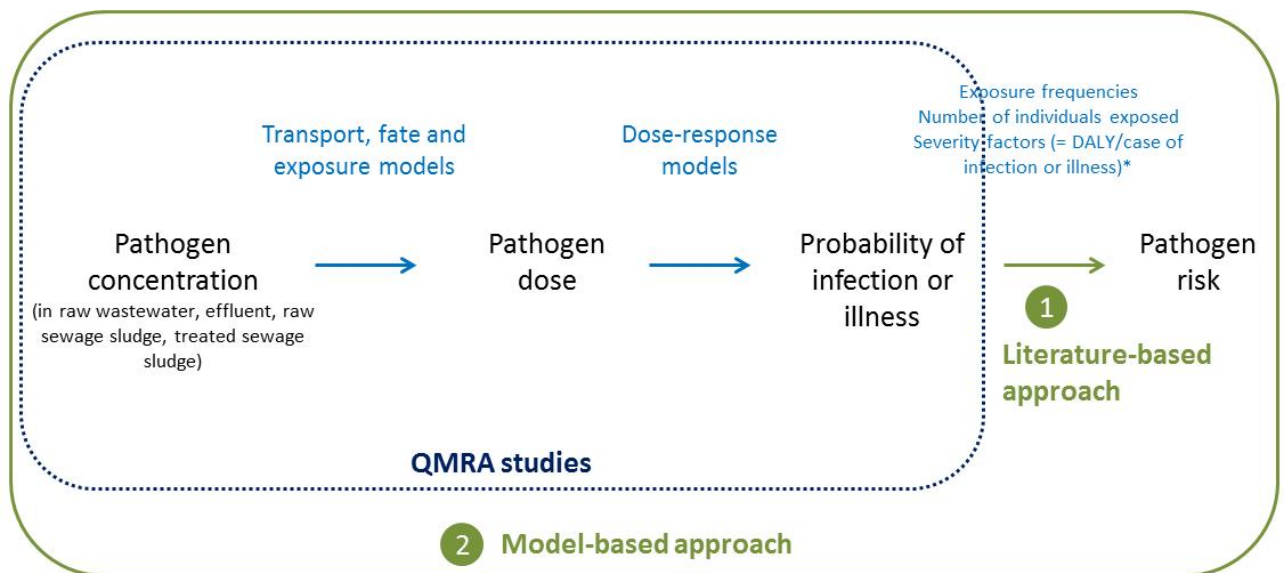 Exposure frequencies
Number of individuals exposed
Severity factors (= DALY/case of
infection or illness)*
Transport, fate and
exposure models
Dose-response
models
Pathogen
concentration
(in raw wastewater, effluent, raw
sewage sludge, treated sewage
sludge)
Pathogen
dose
Probability of
infection or
illness
Pathogen
risk
1
Literature-based
approach
QMRA studies
2 Model-based approach